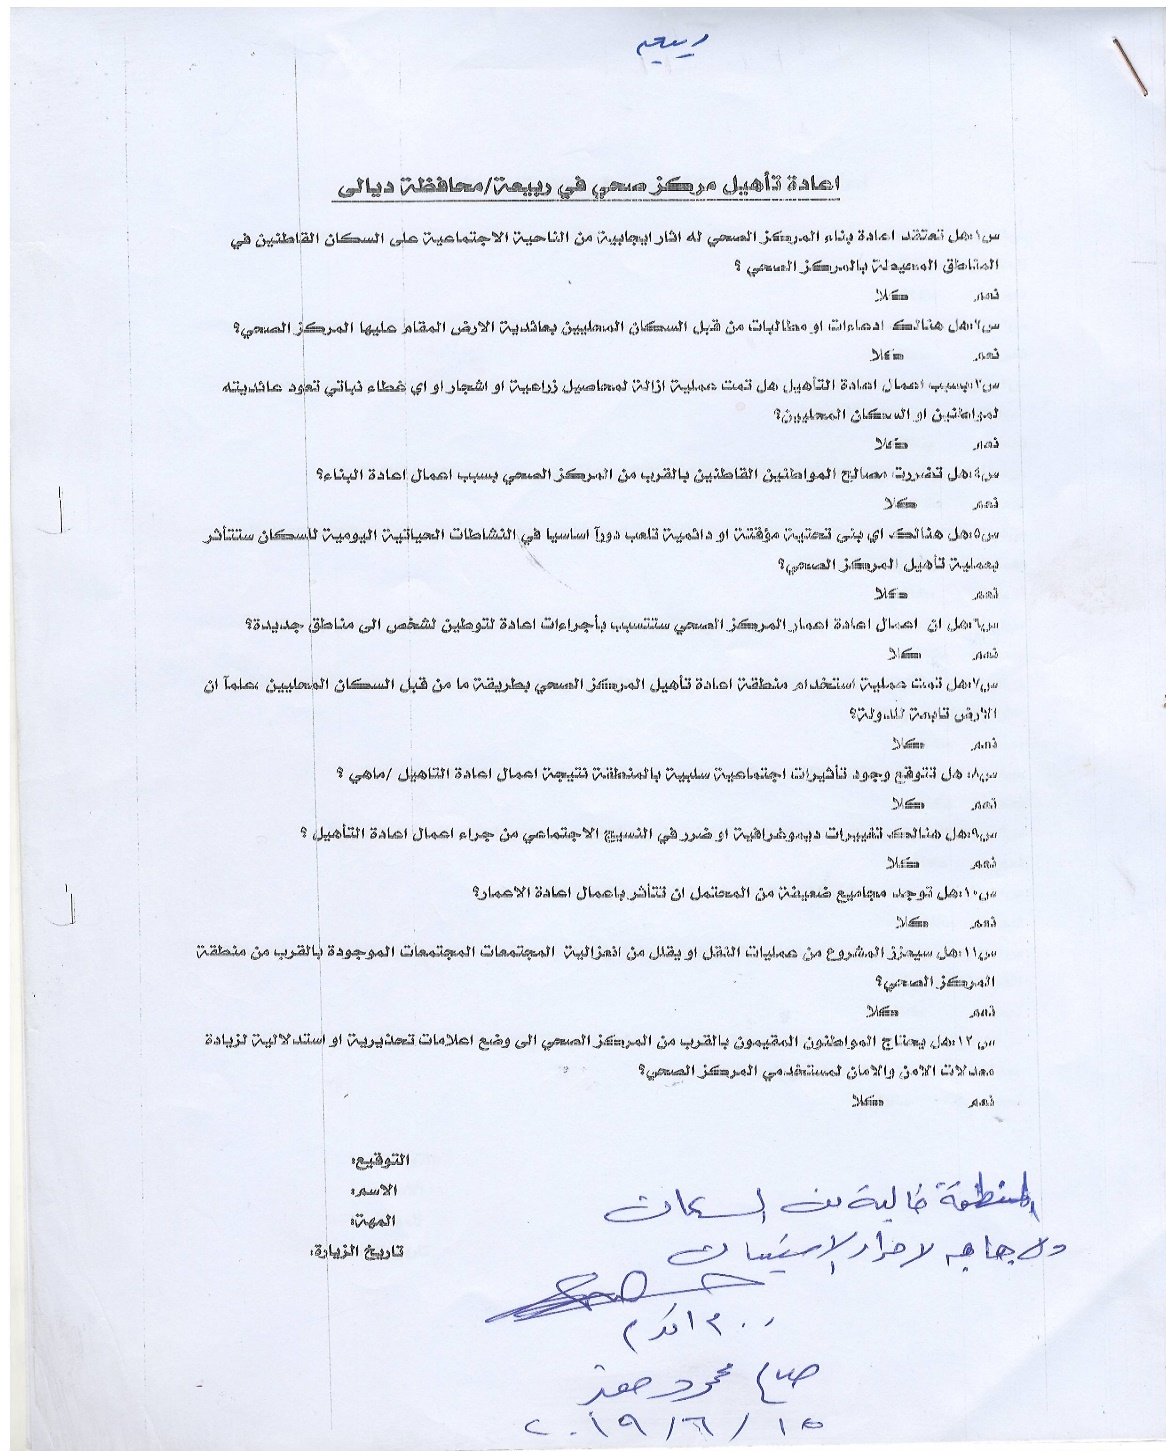 ربيعه
اعادة تأهيل مركز صحي في ربيعة/محافظة ديالى
س١:هل تعتقد اعادة بناء المركز الصحي له اثار ايجابية من الناحية الاجتماعية على السكان القاطنين في
المناطق المحيطة بالمركز الصحي ؟
نعم كلا
س٢:هل هنالك ادعاءات او مطالبات من قبل السكان المحليين بعائدية الارض المقام عليها المركز الصحي؟
نعم كلا
س٣:بسبب اعمال اعادة التأهيل هل تمت عملية ازالة لمحاصيل زراعية او اشجار او اي غطاء نباتي تعود عائديته
لمواطنين او السكان المحليين؟
نعم كلا
س٤:هل تضررت مصالح المواطنين القاطنين بالقرب من المركز الصحي بسبب اعمال اعادة البناء؟
نعم كلا
س٥:هل هنالك اي بنى تحتية مؤقتة او دائمية تلعب دورآ اساسيا في النشاطات الحياتية اليومية للسكان ستتأثر
بعملية تأهيل المركز الصحي؟
نعم كلا
س٦:هل ان اعمال اعادة اعمار المركز الصحي ستتسبب بأجراءات اعادة لتوطين لشخص الى مناطق جديدة؟
نعم كلا
س٧:هل تمت عملية استخدام منطقة اعادة تأهيل المركز الصحي بطريقة ما من قبل السكان المحليين ،علمآ ان
الارض تابعة للدولة؟
نعم كلا
س٨: هل تتوقع وجود تأثيرات اجتماعية سلبية بالمنطقة نتيجة اعمال اعادة التاهيل /ماهي ؟
نعم كلا
س٩:هل هنالك تغييرات ديموغرافية او ضرر في النسيج الاجتماعي من جراء اعمال اعادة التأهيل ؟
نعم كلا
س١٠:هل توجد مجاميع ضعيفة من المحتمل ان تتأثر باعمال اعادة الاعمار؟
نعم كلا
س١١:هل سيعزز المشروع من عمليات النقل او يقلل من انعزالية المجتمعات المجتمعات الموجودة بالقرب من منطقة
المركز الصحي؟
نعم كلا
س١٢:هل يحتاج المواطنون المقيمون بالقرب من المركز الصحي الى وضع اعلامات تحذيرية او استدلالية لزيادة
معدلات الامن والامان لمستخدمي المركز الصحي؟
نعم كلا
التوقيع:
الاسم:
المهة:
تاريخ الزيارة:
المنطقة خالية من السكان
ولا حاجه لاجراء الاستبيان
محمود
٢٠١٩/٦/١٥